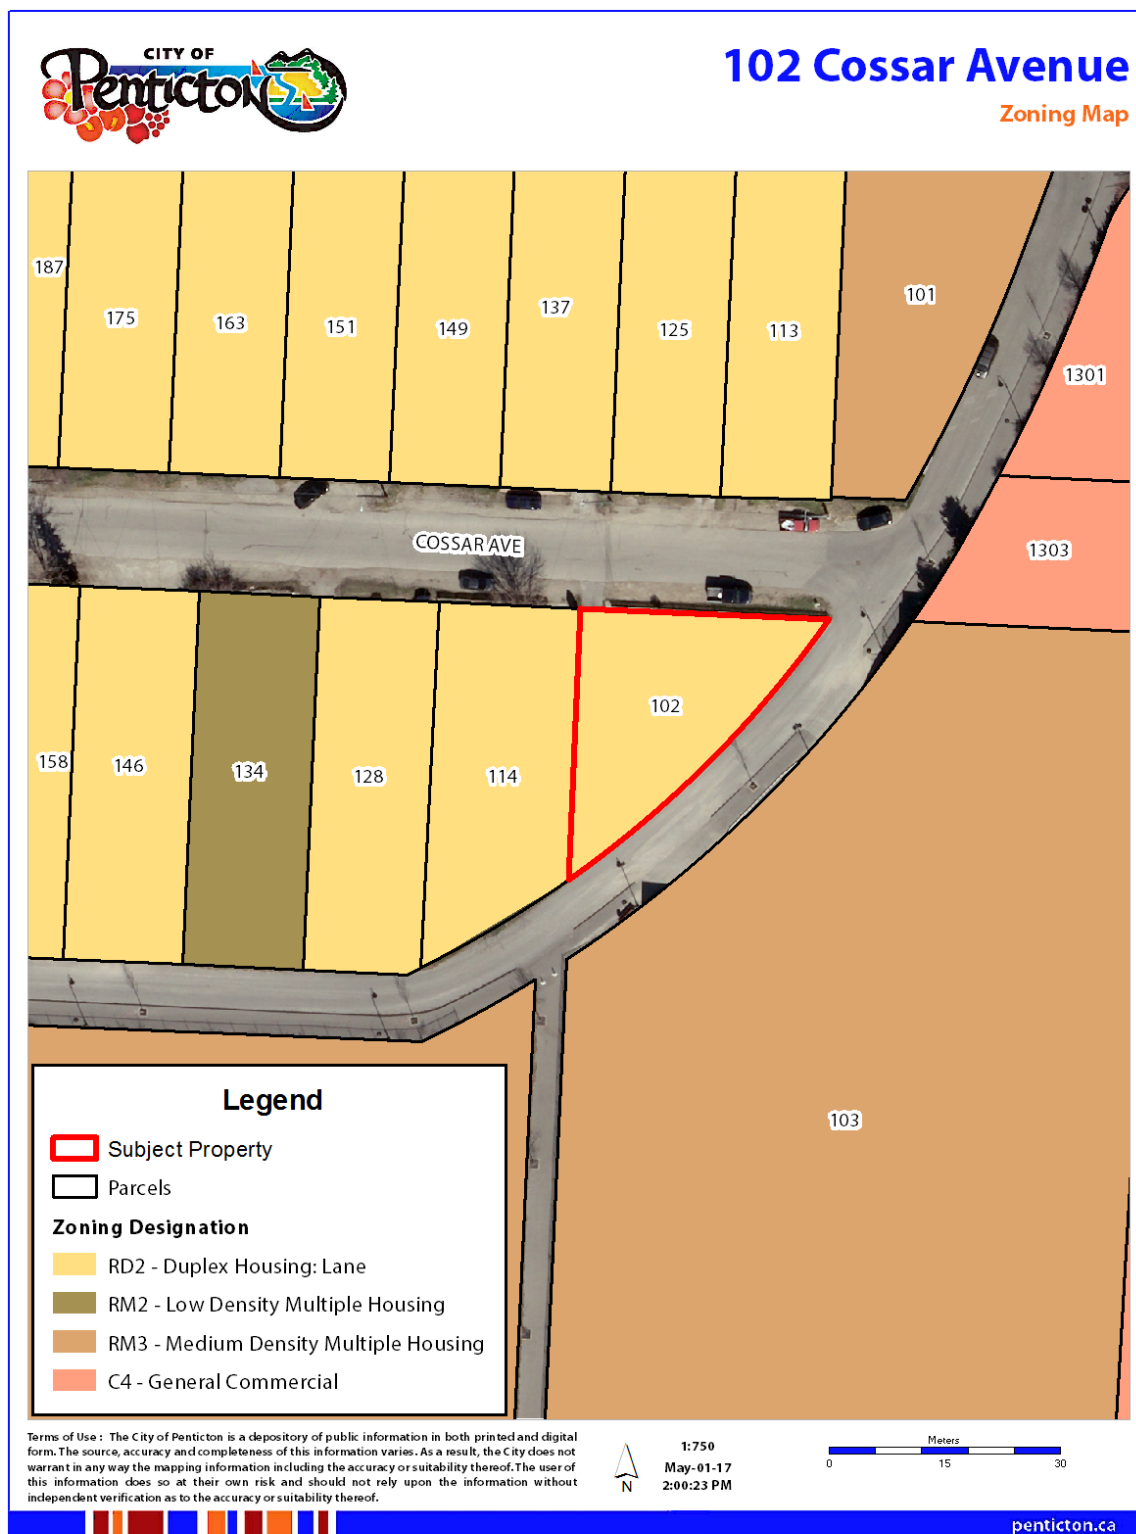 CITY OF
Penticton
102 Cossar Avenue
Zoning Map
187
175
163
151
149
137
125
113
101
1301
1303
COSSAR AVE
158
146
134
128
114
102
103
Legend
Subject Property
Parcels
Zoning Designation
RD2 - Duplex Housing: Lane
RM2 - Low Density Multiple Housing
RM3 - Medium Density Multiple Housing
C4 - General Commercial
Terms of Use : The City of Penticton is a depository of public information in both printed and digital
form. The source, accuracy and completeness of this information varies. As a result, the City does not
warrant in any way the mapping information including the accuracy or suitability thereof. The user of
this information does so at their own risk and should not rely upon the information without
independent verification as to the accuracy or suitability thereof.
N
1:750
May-01-17
2:00:23 PM
Meters
0 15 30
penticton.ca